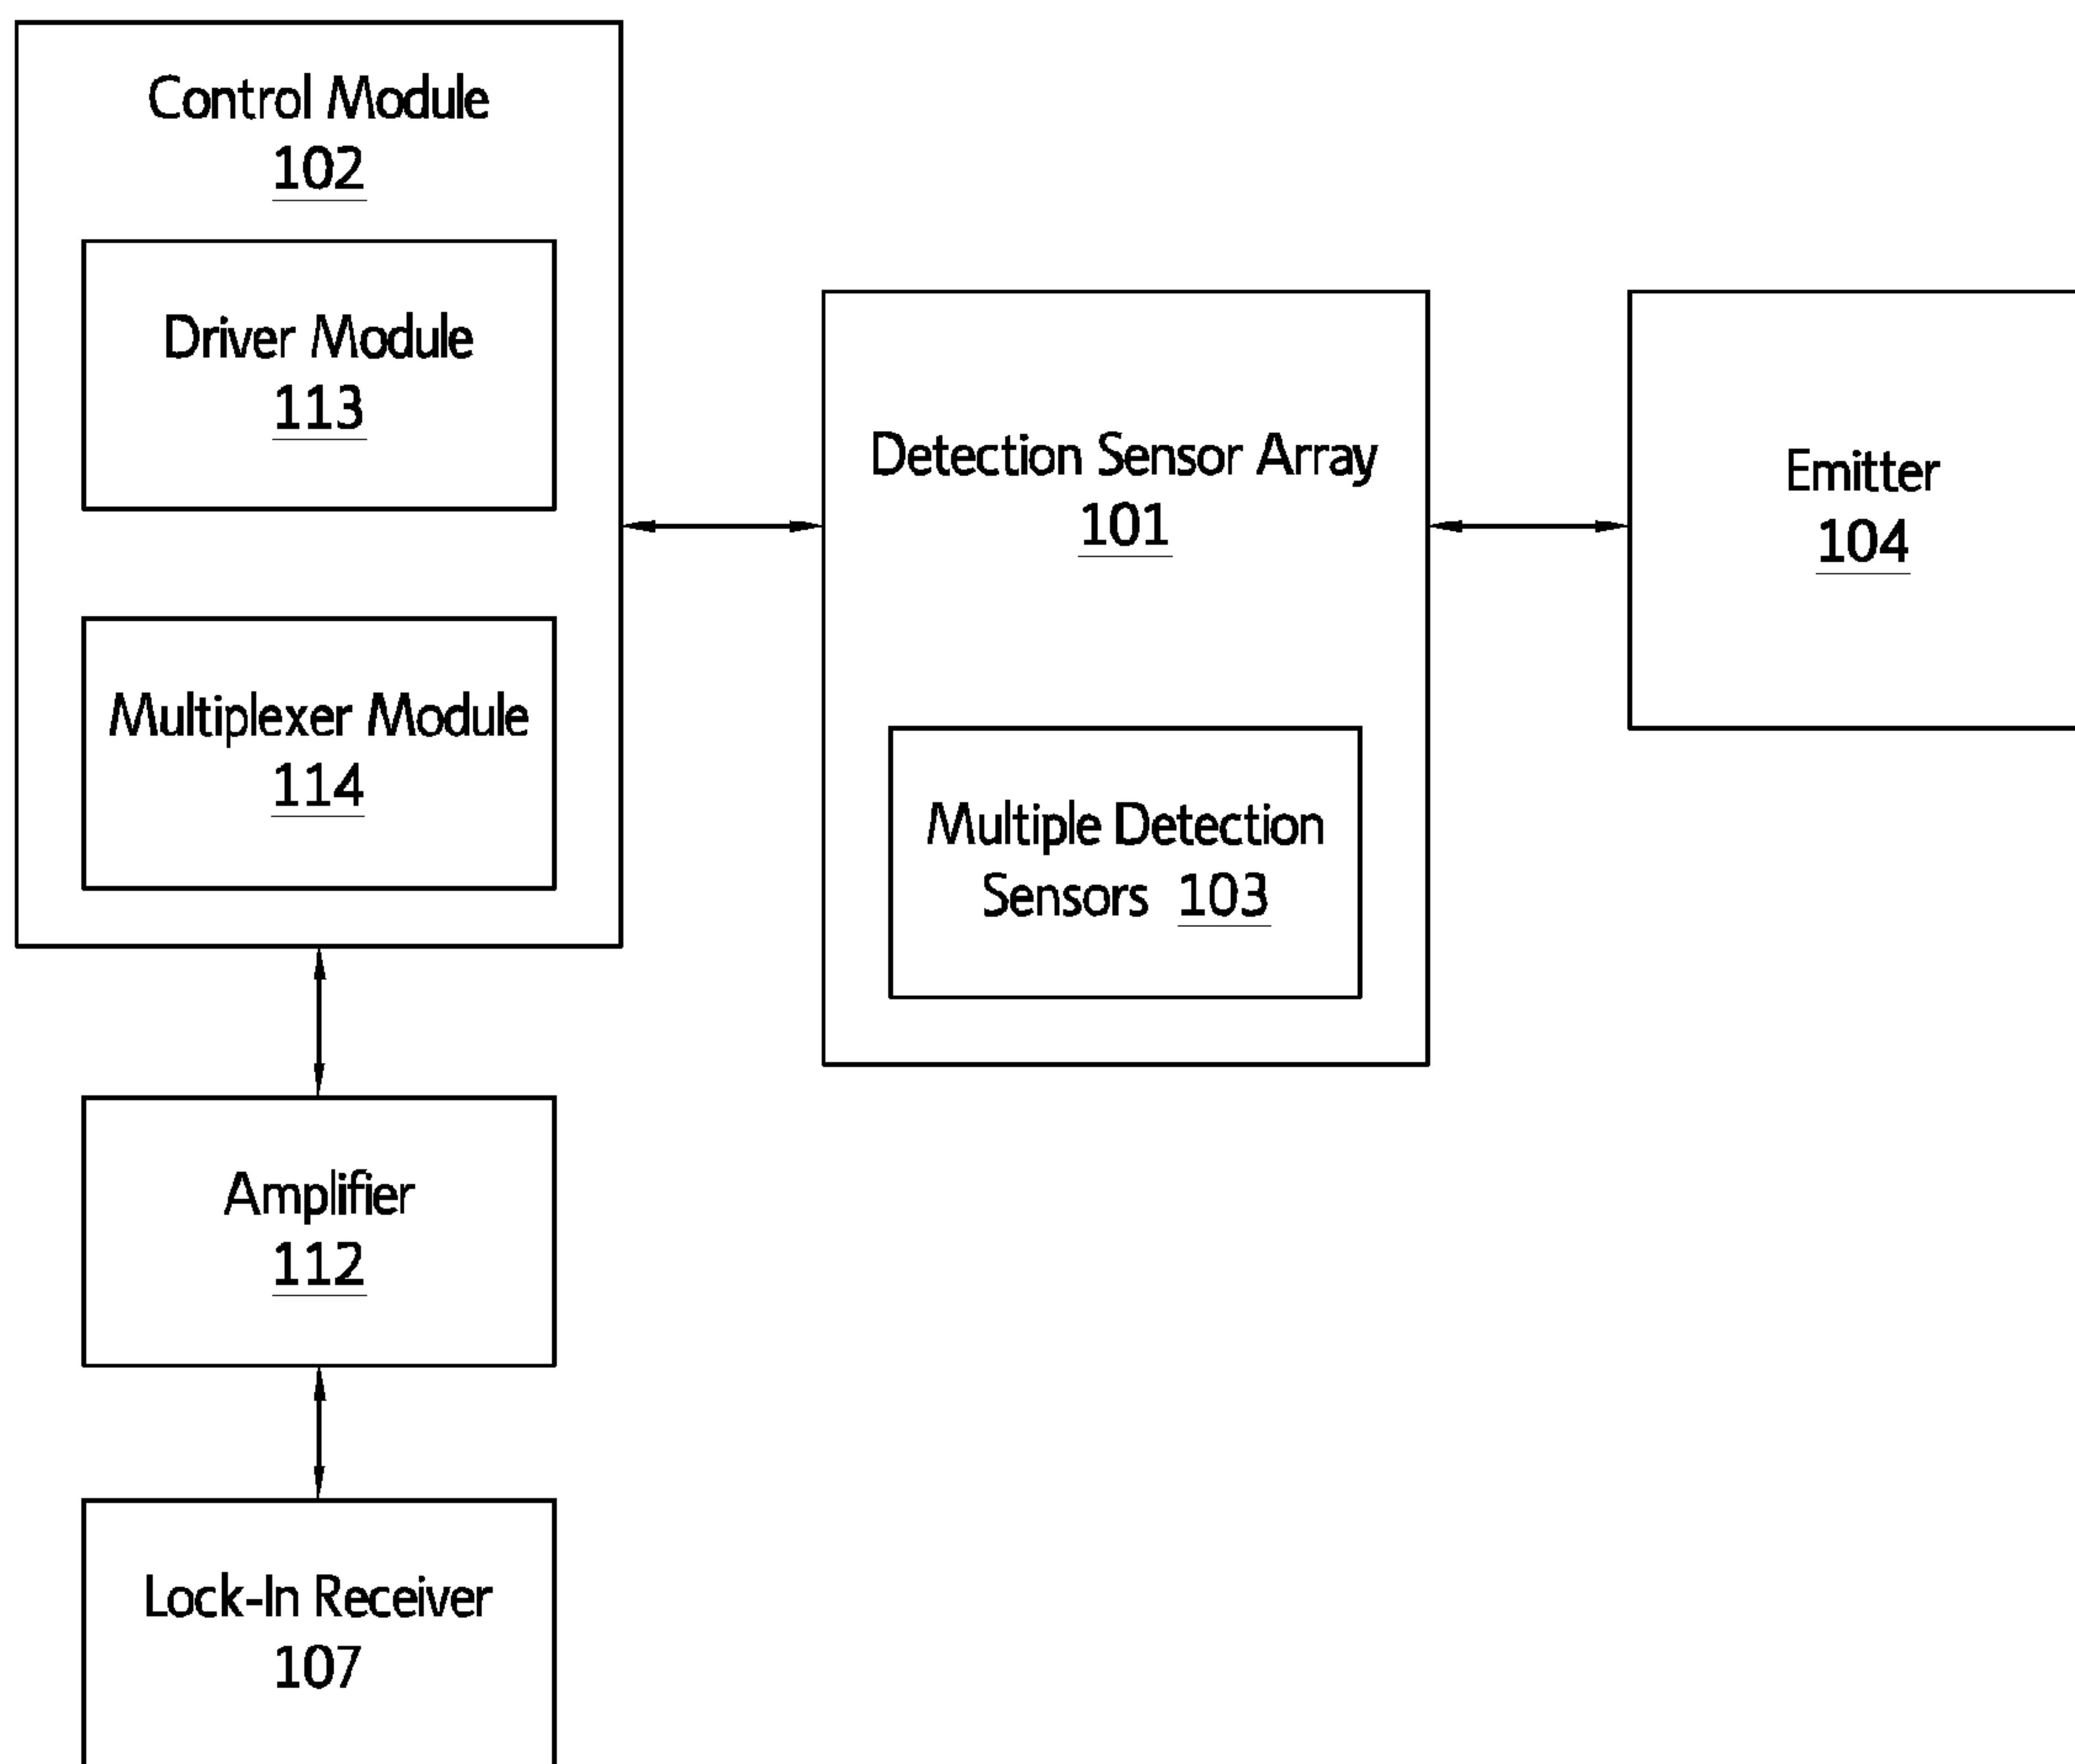 Control Module
102
Driver Module
113
Multiplexer Module
114
Detection Sensor Array
101
Multiple Detection
Sensors 103
Emitter
104
Amplifier
112
Lock-In Receiver
107